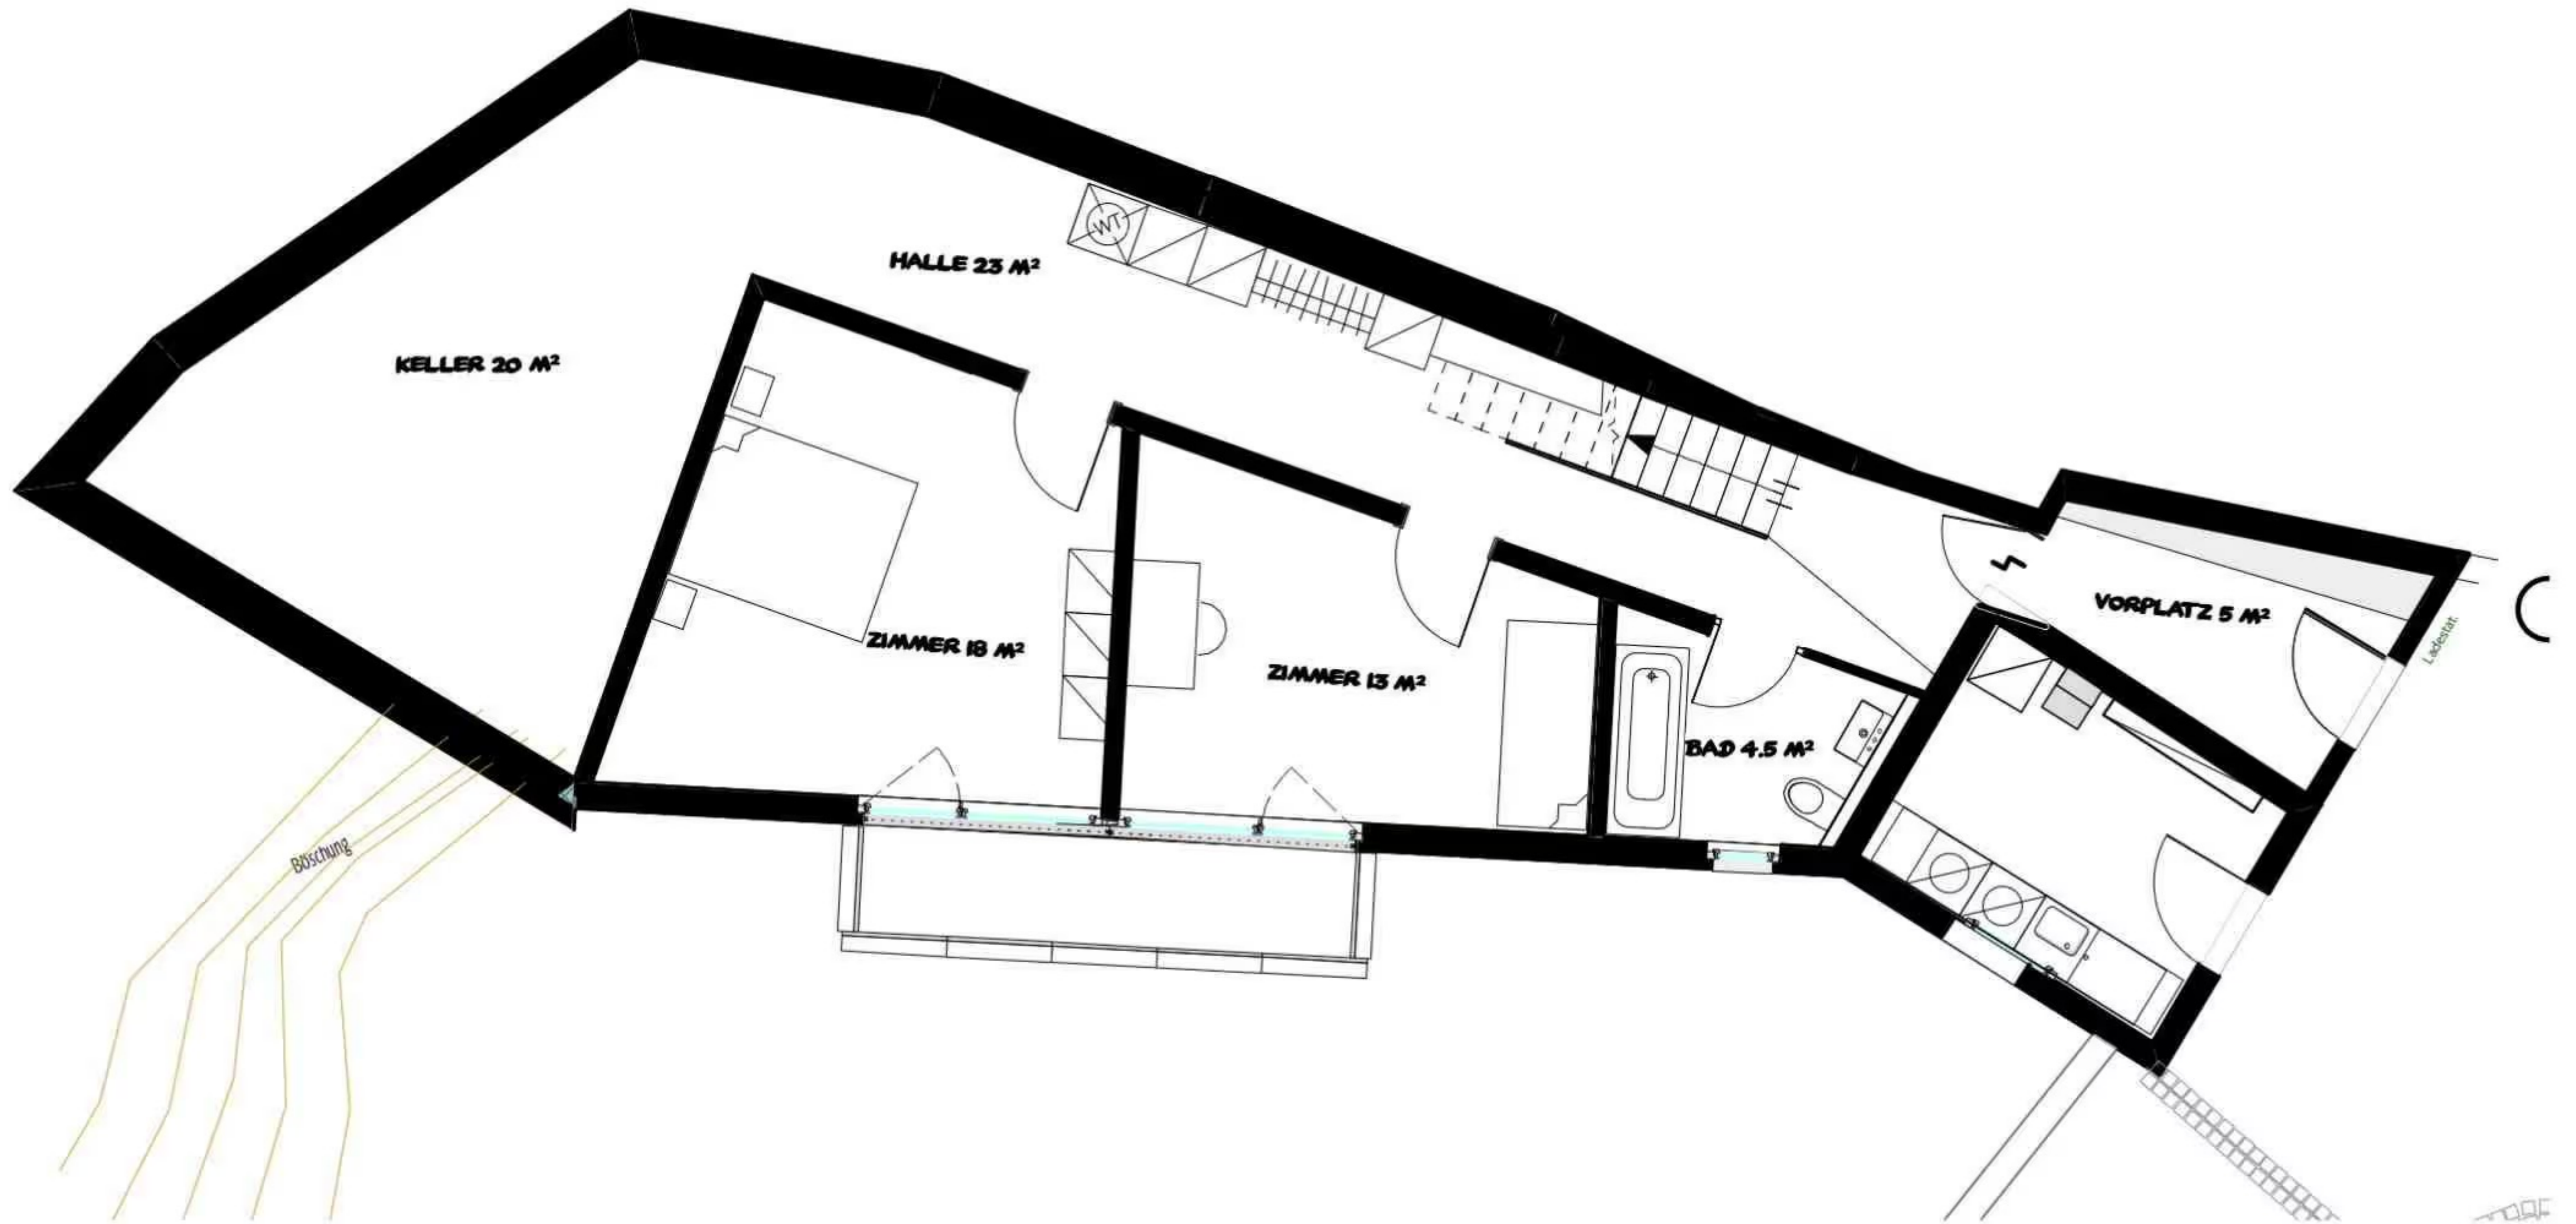 HALLE 23 M²
WT
KELLER 20 M²
ZIMMER 18 M²
ZIMMER 13 M²
BAD 4.5 M²
VORPLATZ 5 M²
Ladestat.
Böschung